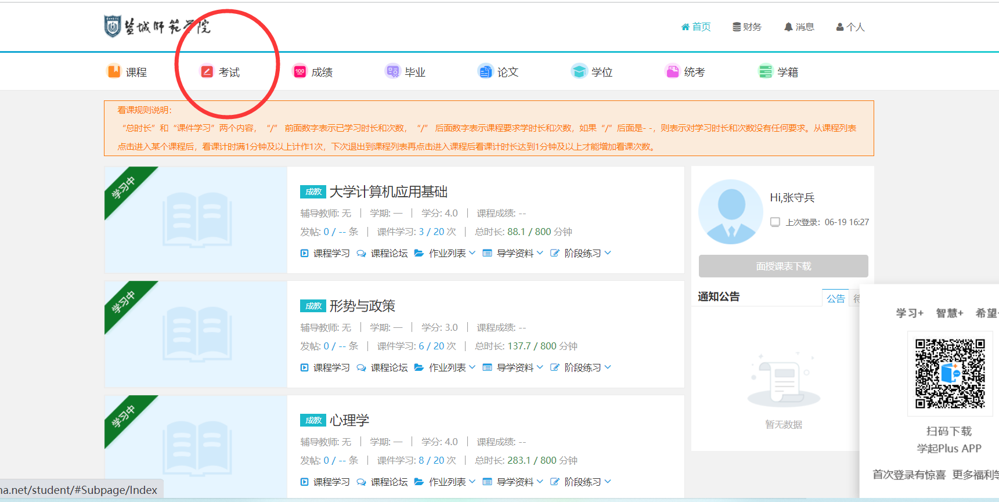 盐城师范学院
首页 财务 消息 个人
课程 考试 成绩 毕业 论文 学位 统考 学籍
看课规则说明:
“总时长”和“课件学习”两个内容，“/” 前面数字表示已学习时长和次数，“/” 后面数字表示课程要求学时长和次数，如果“/”后面是- -，则表示对学习时长和次数没有任何要求。从课程列表
点击进入某个课程后，看课计时满1分钟及以上计作1次，下次退出到课程列表再点击进入课程后看课计时长达到1分钟及以上才能增加看课次数。
学习中
成教 大学计算机应用基础
辅导教师: 无 | 学期: — | 学分: 4.0 | 课程成绩: --
发帖: 0 / -- 条 | 课件学习: 3 / 20 次 | 总时长: 88.1 / 800 分钟
课程学习 课程论坛 作业列表 导学资料 阶段练习
学习中
成教 形势与政策
辅导教师: 无 | 学期: — | 学分: 3.0 | 课程成绩: --
发帖: 0 / -- 条 | 课件学习: 6 / 20 次 | 总时长: 137.7 / 800 分钟
课程学习 课程论坛 作业列表 导学资料 阶段练习
学习中
成教 心理学
辅导教师: 无 | 学期: — | 学分: 4.0 | 课程成绩: --
发帖: 0 / -- 条 | 课件学习: 8 / 20 次 | 总时长: 283.1 / 800 分钟
课程学习 课程论坛 作业列表 导学资料 阶段练习
Hi,张守兵
上次登录: 06-19 16:27
面授课表下载
通知公告 公告 待
暂无数据
学习+ 智慧+ 希望+
扫码下载
学起Plus APP
首次登录有惊喜 更多福利学
na.net/student/#Subpage/Index